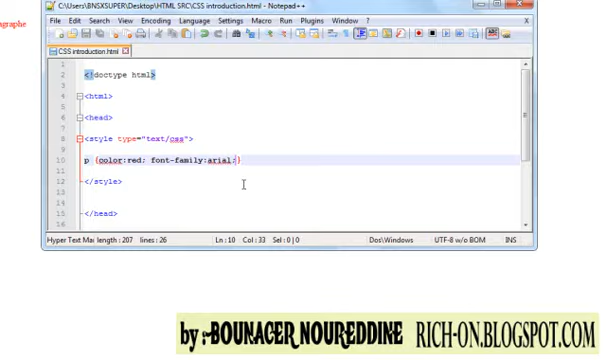 C:\Users\BNSXSUPER\Desktop\HTML SRC\CSS introduction.html - Notepad++
File Edit Search View Encoding Language Settings Macro Run Plugins Window ? X
agraphe
CSS introduction.html
1
2 <!doctype html>
3
4 <html>
5
6 <head>
7
8 <style type="text/css">
9
10 p {color:red; font-family:arial;}
11
12 </style>
13
14
15 </head>
16
Hyper Text Mar length : 207 lines : 26 Ln : 10 Col : 33 Sel : 0 | 0 Dos\Windows UTF-8 w/o BOM INS
by : BOUNACER NOUREDDINE RICH-ON.BLOGSPOT.COM